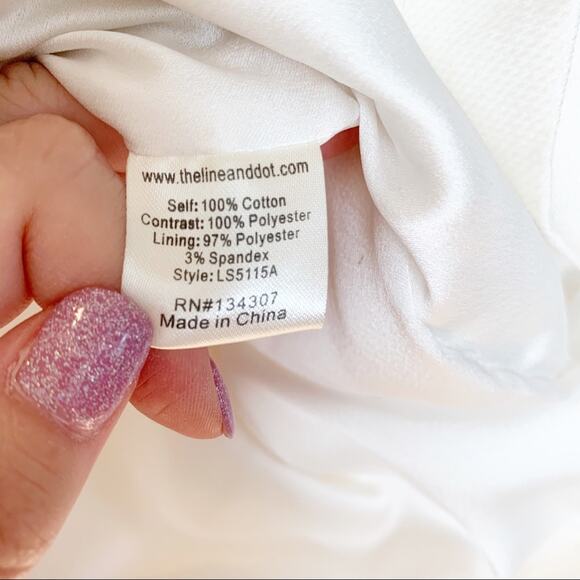 www.thelineanddot.com
Self: 100% Cotton
Contrast: 100% Polyester
Lining: 97% Polyester
3% Spandex
Style: LS5115A
RN#134307
Made in China